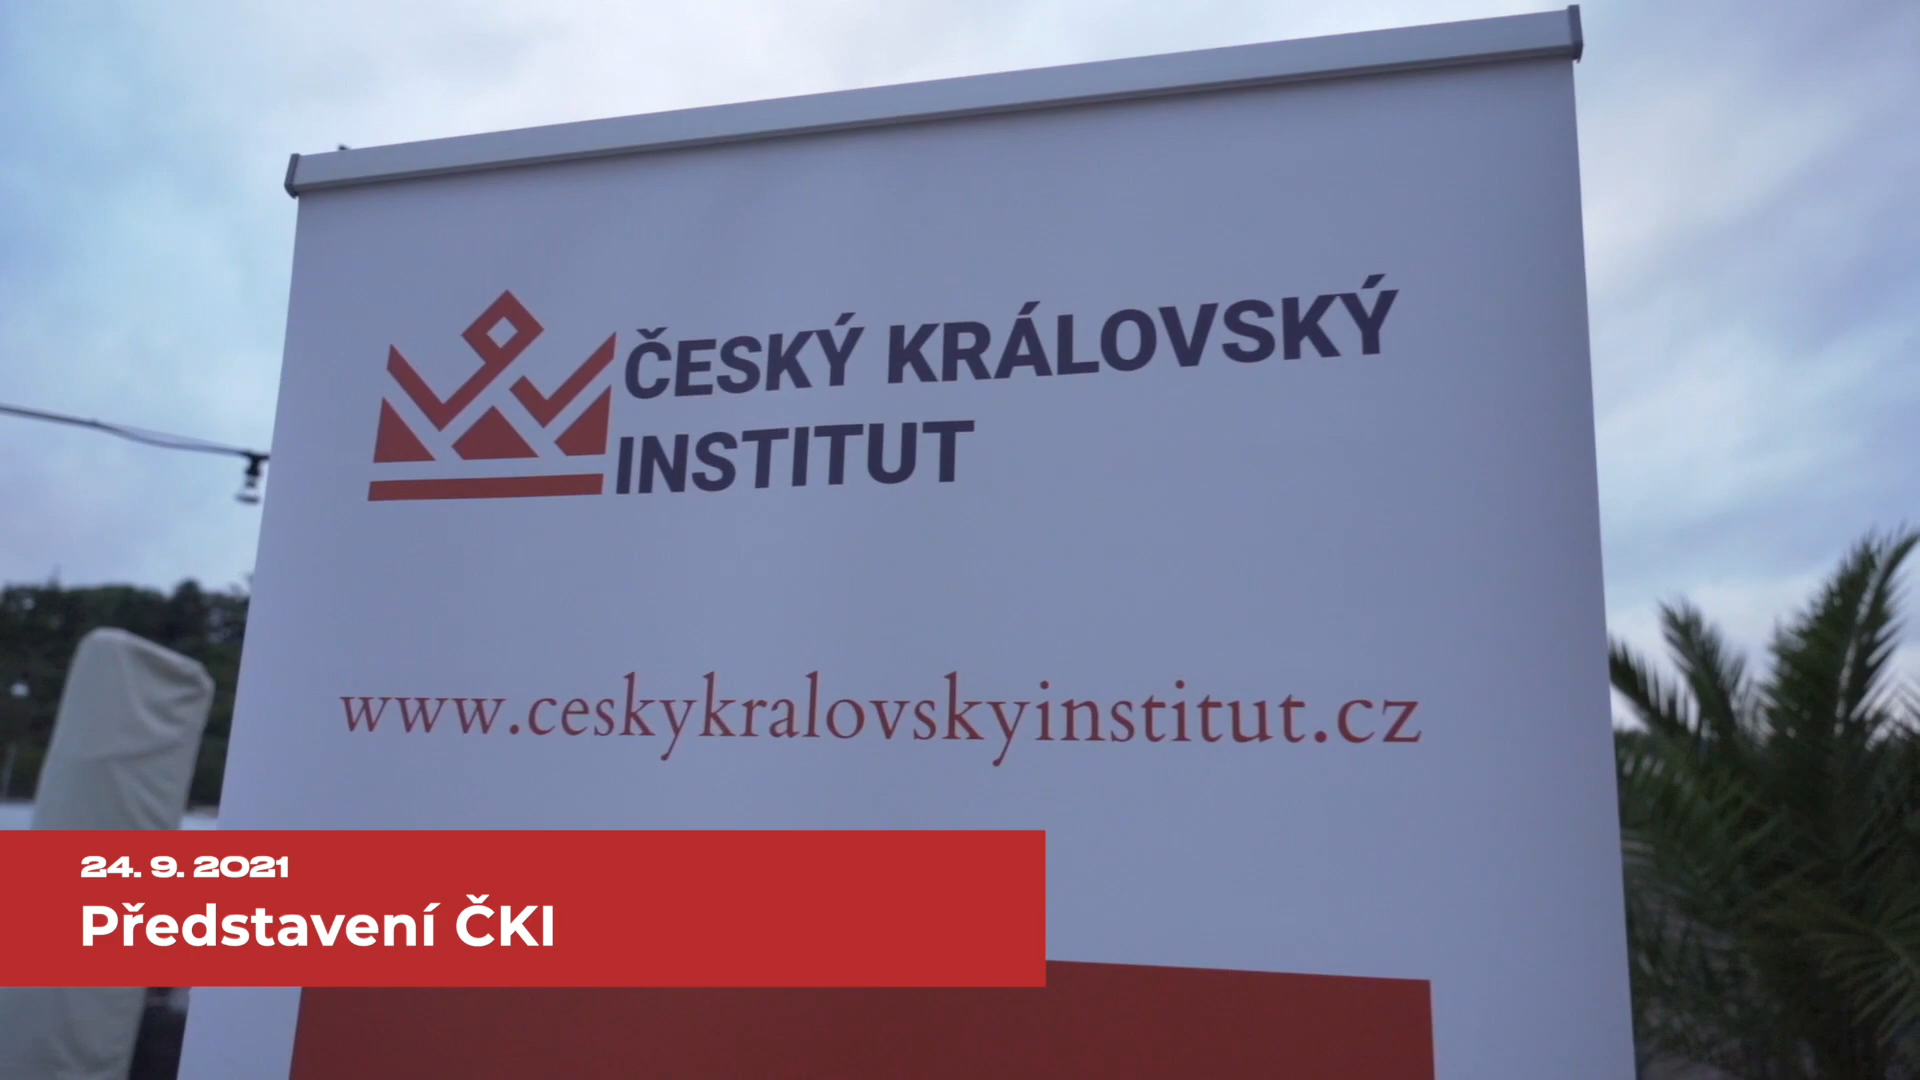 ČESKÝ KRÁLOVSKÝ
INSTITUT
www.ceskykralovskyinstitut.cz
24. 9. 2021
Představení ČKI